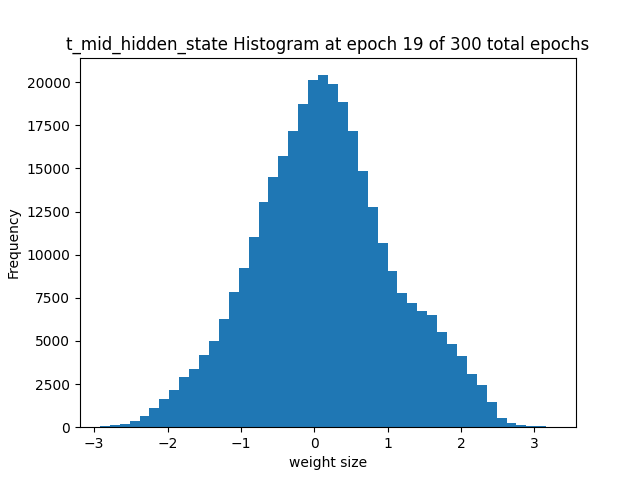 t_mid_hidden_state Histogram at epoch 19 of 300 total epochs
20000
17500
15000
12500
10000
7500
5000
2500
0
Frequency
−3 −2 −1 0 1 2 3
weight size